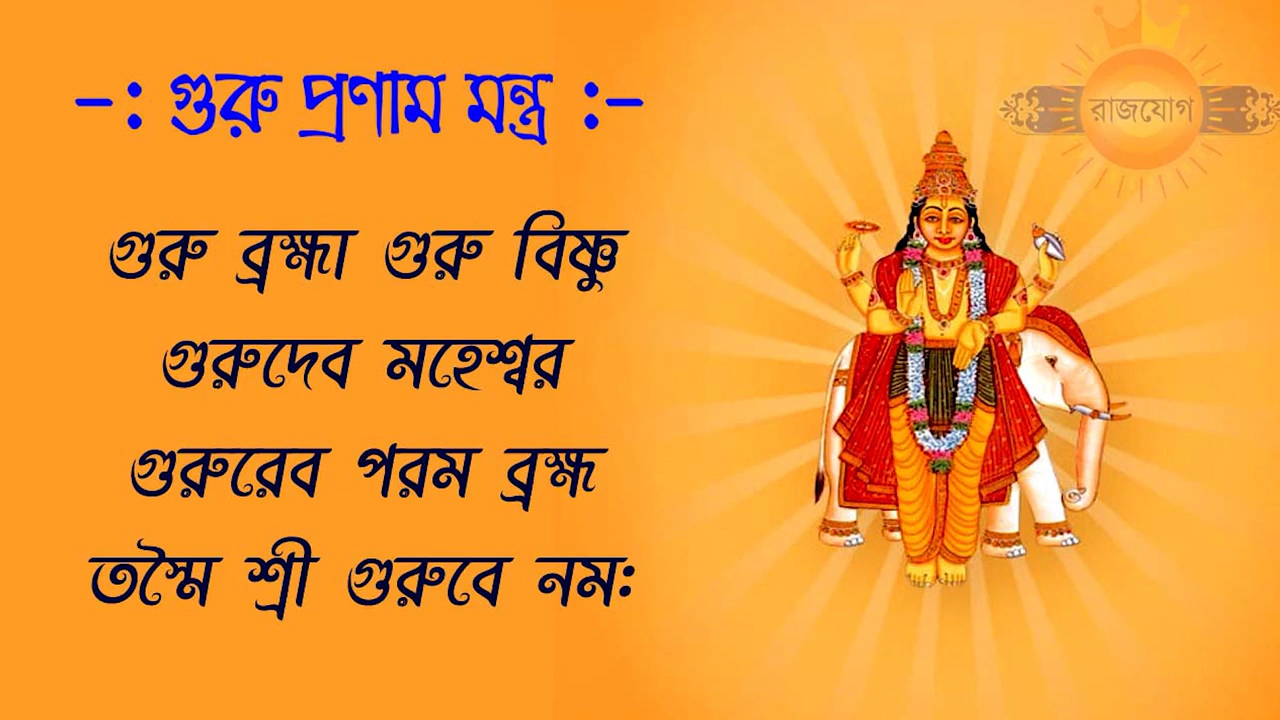 -: গুরু প্রণাম মন্ত্র :-
রাজযোগ
গুরু ব্রহ্মা গুরু বিষ্ণু
গুরুদেব মহেশ্বর
গুরুরেব পরম ব্রহ্ম
তস্মৈ শ্রী গুরুবে নমঃ